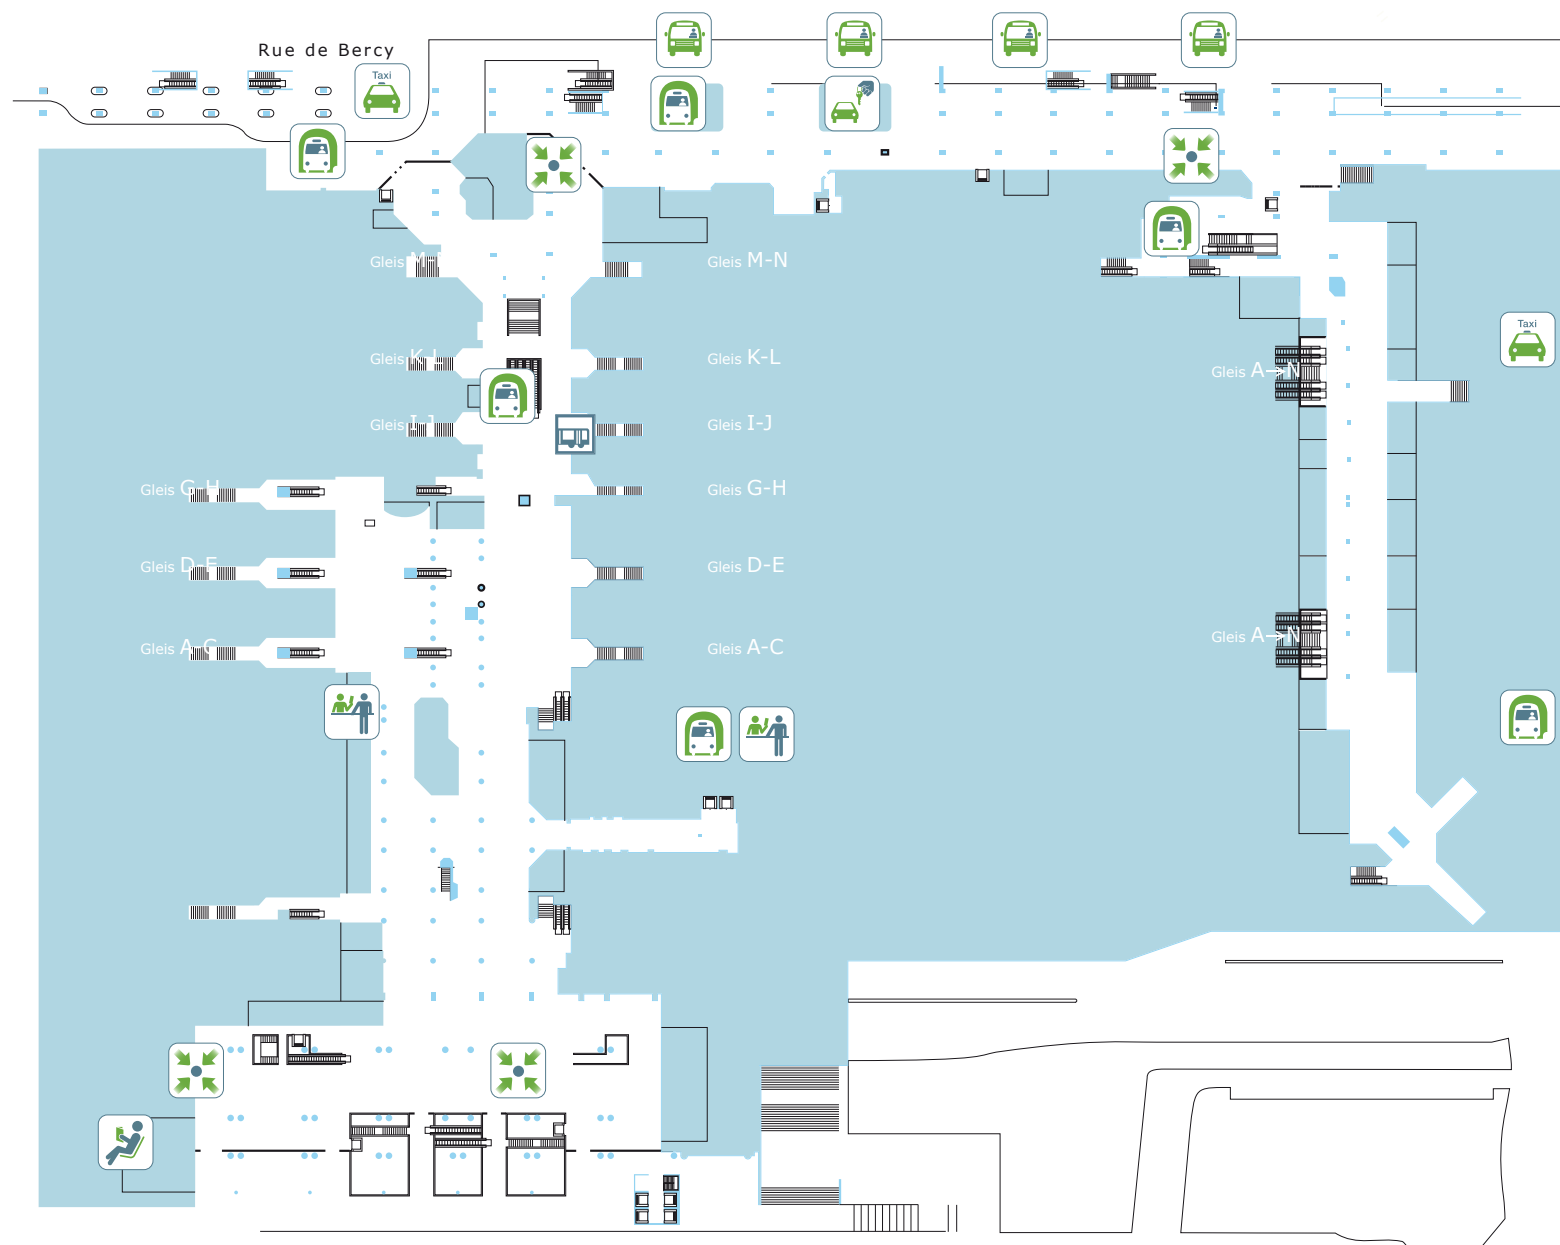 Rue de Bercy
Taxi
Gleis M-N
Gleis M-N
Taxi
Gleis K-L
Gleis K-L
Gleis A→N
Gleis I-J
Gleis I-J
Gleis G-H
Gleis G-H
Gleis D-E
Gleis D-E
Gleis A-C
Gleis A-C
Gleis A→N